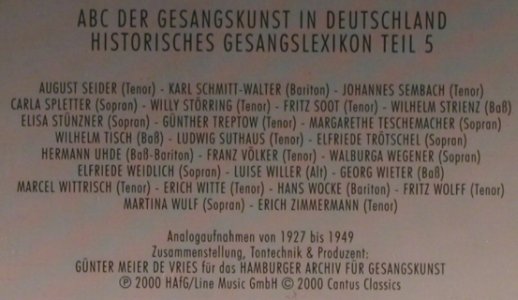 ABC DER GESANGSKUNST IN DEUTSCHLAND
HISTORISCHES GESANGSLEXIKON TEIL 5
AUGUST SEIDER (Tenor) - KARL SCHMITT-WALTER (Bariton) - JOHANNES SEMBACH (Tenor)
CARLA SPLETTER (Sopran) - WILLY STÖRRING (Tenor) - FRITZ SOOT (Tenor) - WILHELM STRIENZ (Baß)
ELISA STÜNZNER (Sopran) - GÜNTHER TREPTOW (Tenor) - MARGARETHE TESCHEMACHER (Sopran)
WILHELM TISCH (Baß) - LUDWIG SUTHAUS (Tenor) - ELFRIEDE TRÖTSCHEL (Sopran)
HERMANN UHDE (Baß-Bariton) - FRANZ VÖLKER (Tenor) - WALBURGA WEGENER (Sopran)
ELFRIEDE WEIDLICH (Sopran) - LUISE WILLER (Alt) - GEORG WIETER (Baß)
MARCEL WITTRISCH (Tenor) - ERICH WITTE (Tenor) - HANS WOCKE (Bariton) - FRITZ WOLFF (Tenor)
MARTINA WULF (Sopran) - ERICH ZIMMERMANN (Tenor)
Analogaufnahmen von 1927 bis 1949
Zusammenstellung, Tontechnik & Produzent:
GÜNTER MEIER DE VRIES für das HAMBURGER ARCHIV FÜR GESANGSKUNST
℗ 2000 HAfG/Line Music GmbH © 2000 Cantus Classics